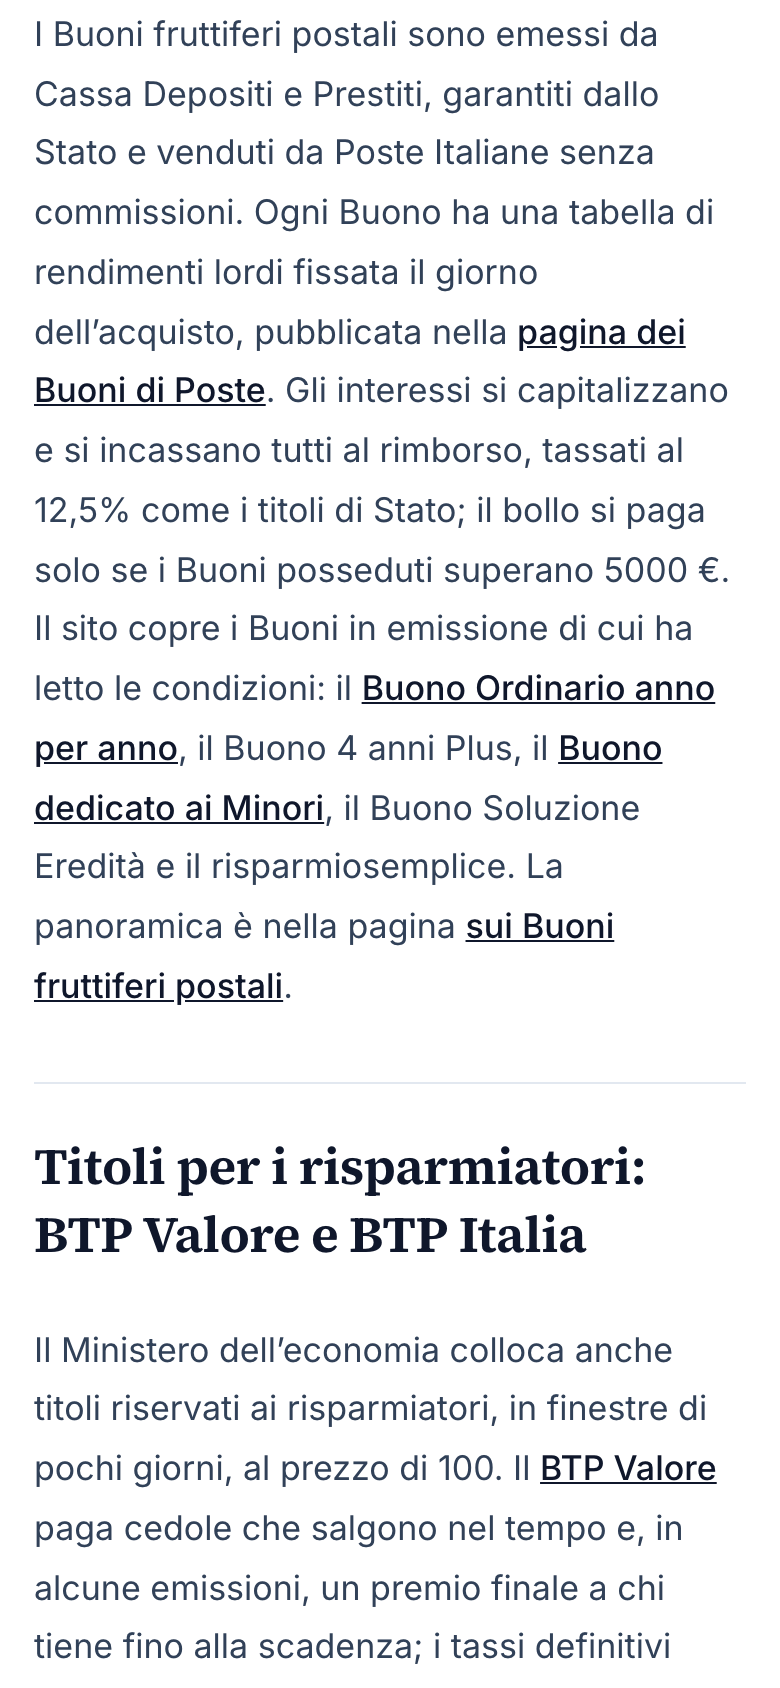 I Buoni fruttiferi postali sono emessi da
Cassa Depositi e Prestiti, garantiti dallo
Stato e venduti da Poste Italiane senza
commissioni. Ogni Buono ha una tabella di
rendimenti lordi fissata il giorno
dell’acquisto, pubblicata nella pagina dei
Buoni di Poste. Gli interessi si capitalizzano
e si incassano tutti al rimborso, tassati al
12,5% come i titoli di Stato; il bollo si paga
solo se i Buoni posseduti superano 5000 €.
Il sito copre i Buoni in emissione di cui ha
letto le condizioni: il Buono Ordinario anno
per anno, il Buono 4 anni Plus, il Buono
dedicato ai Minori, il Buono Soluzione
Eredità e il risparmiosemplice. La
panoramica è nella pagina sui Buoni
fruttiferi postali.
Titoli per i risparmiatori:
BTP Valore e BTP Italia
Il Ministero dell’economia colloca anche
titoli riservati ai risparmiatori, in finestre di
pochi giorni, al prezzo di 100. Il BTP Valore
paga cedole che salgono nel tempo e, in
alcune emissioni, un premio finale a chi
tiene fino alla scadenza; i tassi definitivi